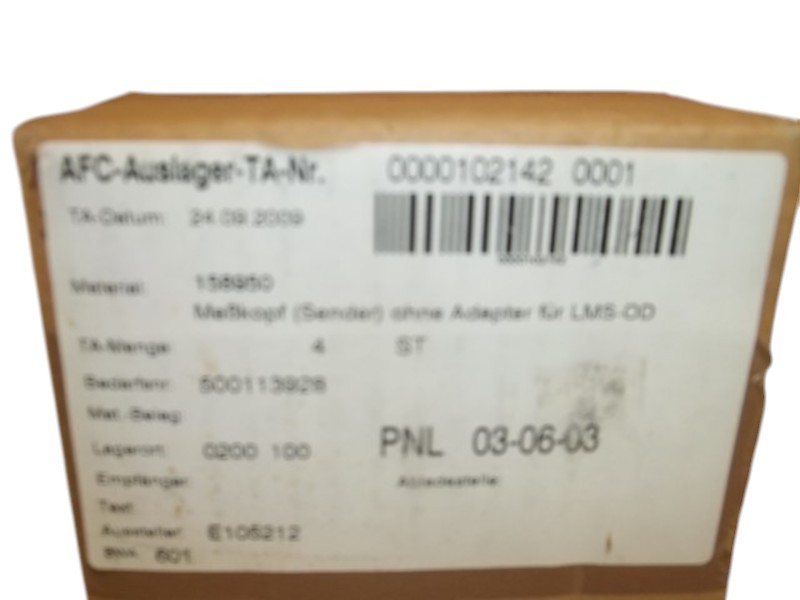 AFC-Auslager-TA-Nr. 0000102142 0001
TA-Datum: 24.09.2009
Material: 158950
Meßkopf (Sender) ohne Adapter für LMS-OD
TA-Menge 4 ST
Bedarfsnr. 500113928
Mat.-Beleg:
Lagerort: 0200 100
PNL 03-06-03
Empfänger: Abladestelle
Text:
Aussteller: E105212
601